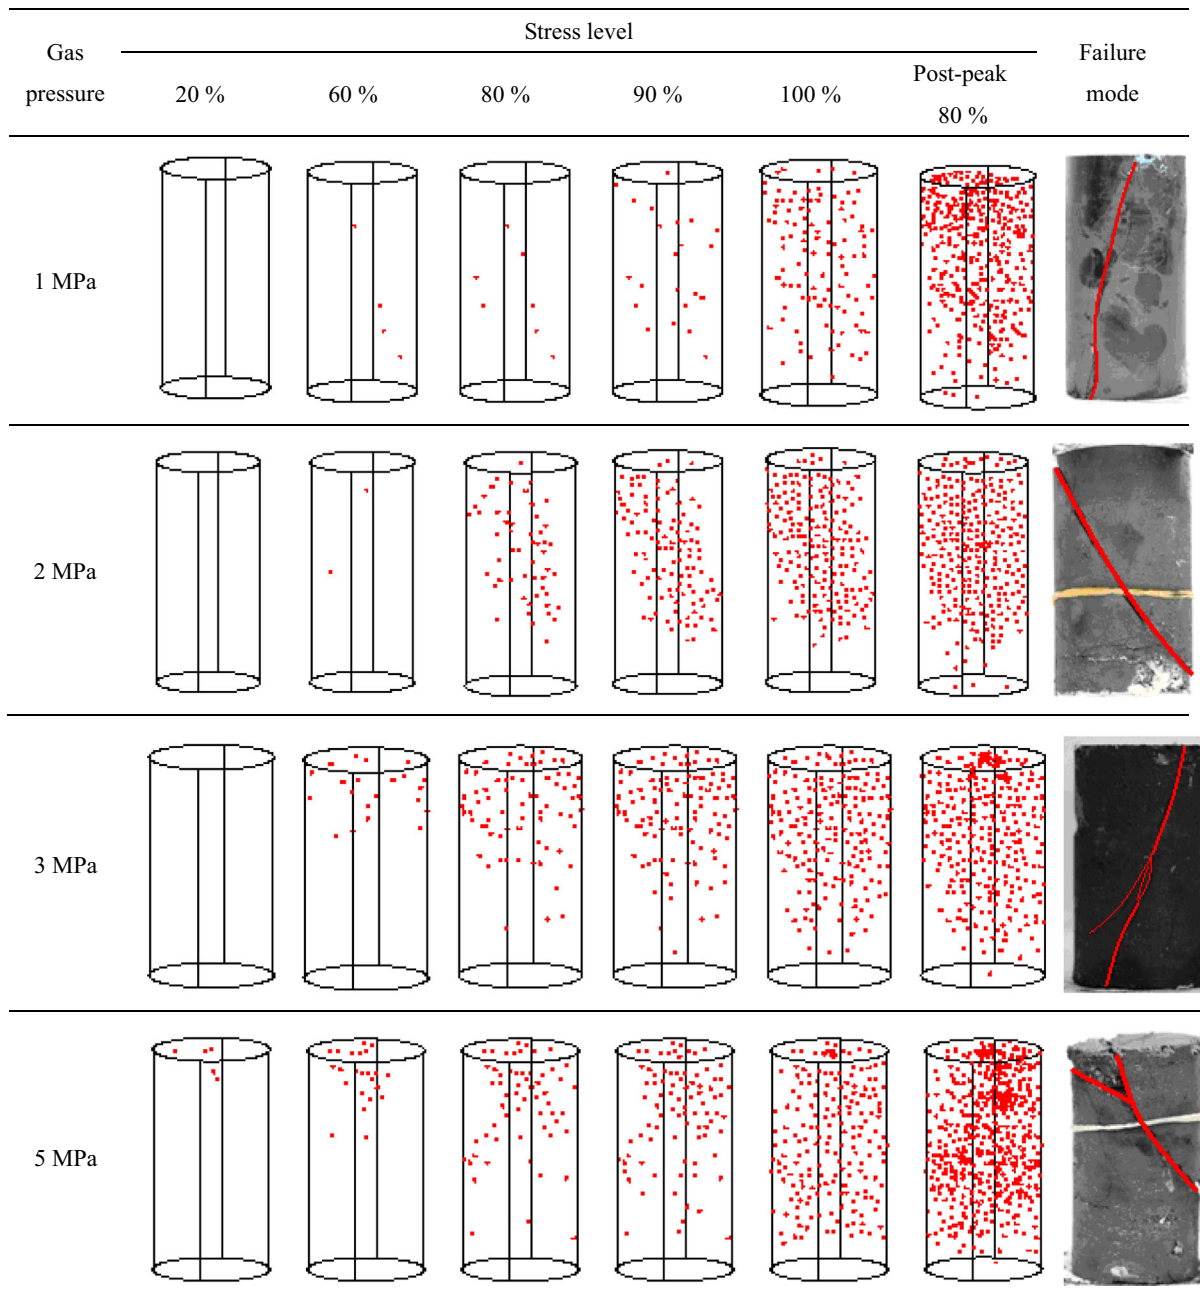 Stress level
Gas
pressure
20 %
60 %
80 %
90 %
100 %
Post-peak
80 %
Failure
mode
1 MPa
2 MPa
3 MPa
5 MPa